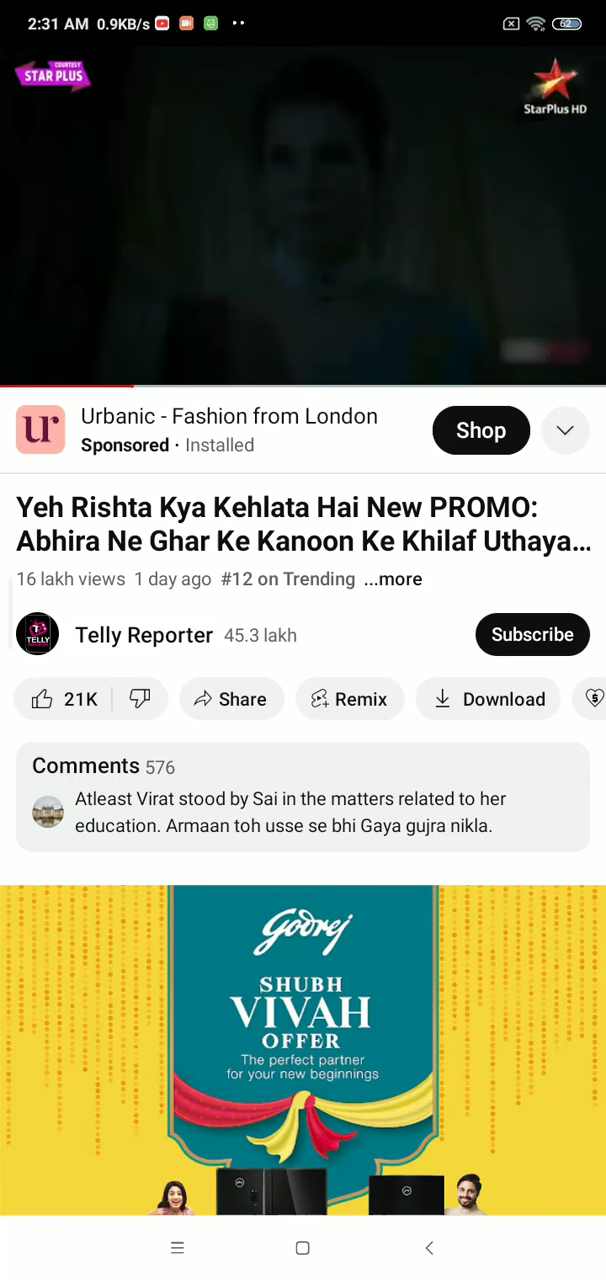 2:31 AM 0.9KB/s
62
COURTESY
STAR PLUS
StarPlus HD
ur
Urbanic - Fashion from London
Sponsored · Installed
Shop
Yeh Rishta Kya Kehlata Hai New PROMO:
Abhira Ne Ghar Ke Kanoon Ke Khilaf Uthaya...
16 lakh views 1 day ago #12 on Trending ...more
TELLY
Telly Reporter 45.3 lakh
Subscribe
21K
Share
Remix
Download
Comments 576
Atleast Virat stood by Sai in the matters related to her
education. Armaan toh usse se bhi Gaya gujra nikla.
Godrej
SHUBH
VIVAH
OFFER
The perfect partner
for your new beginnings